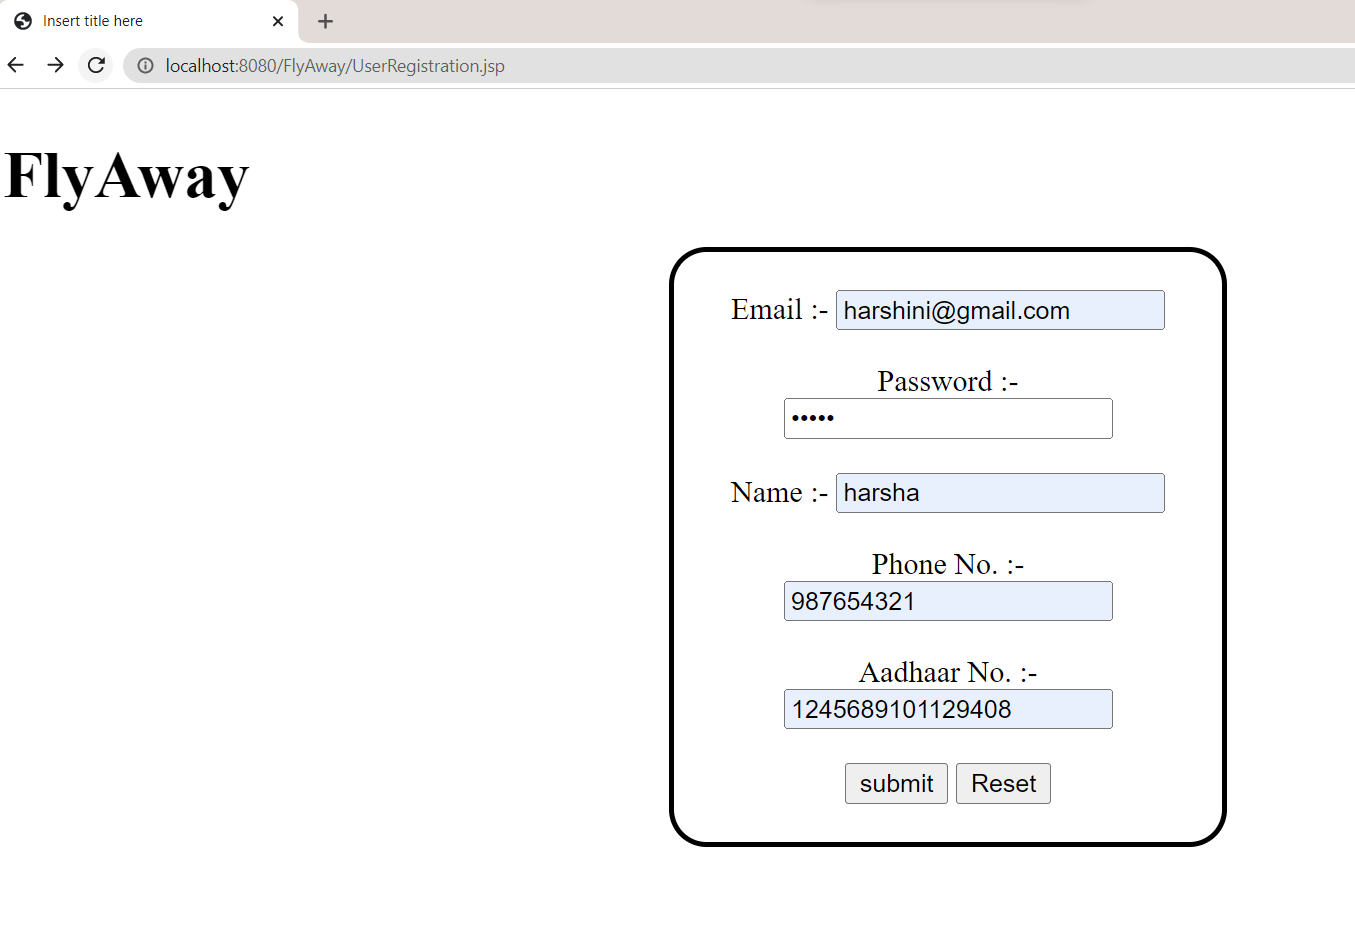 Insert title here
localhost:8080/FlyAway/UserRegistration.jsp
FlyAway
Email :- harshini@gmail.com
Password :-
•••••
Name :- harsha
Phone No. :-
987654321
Aadhaar No. :-
1245689101129408
submit Reset